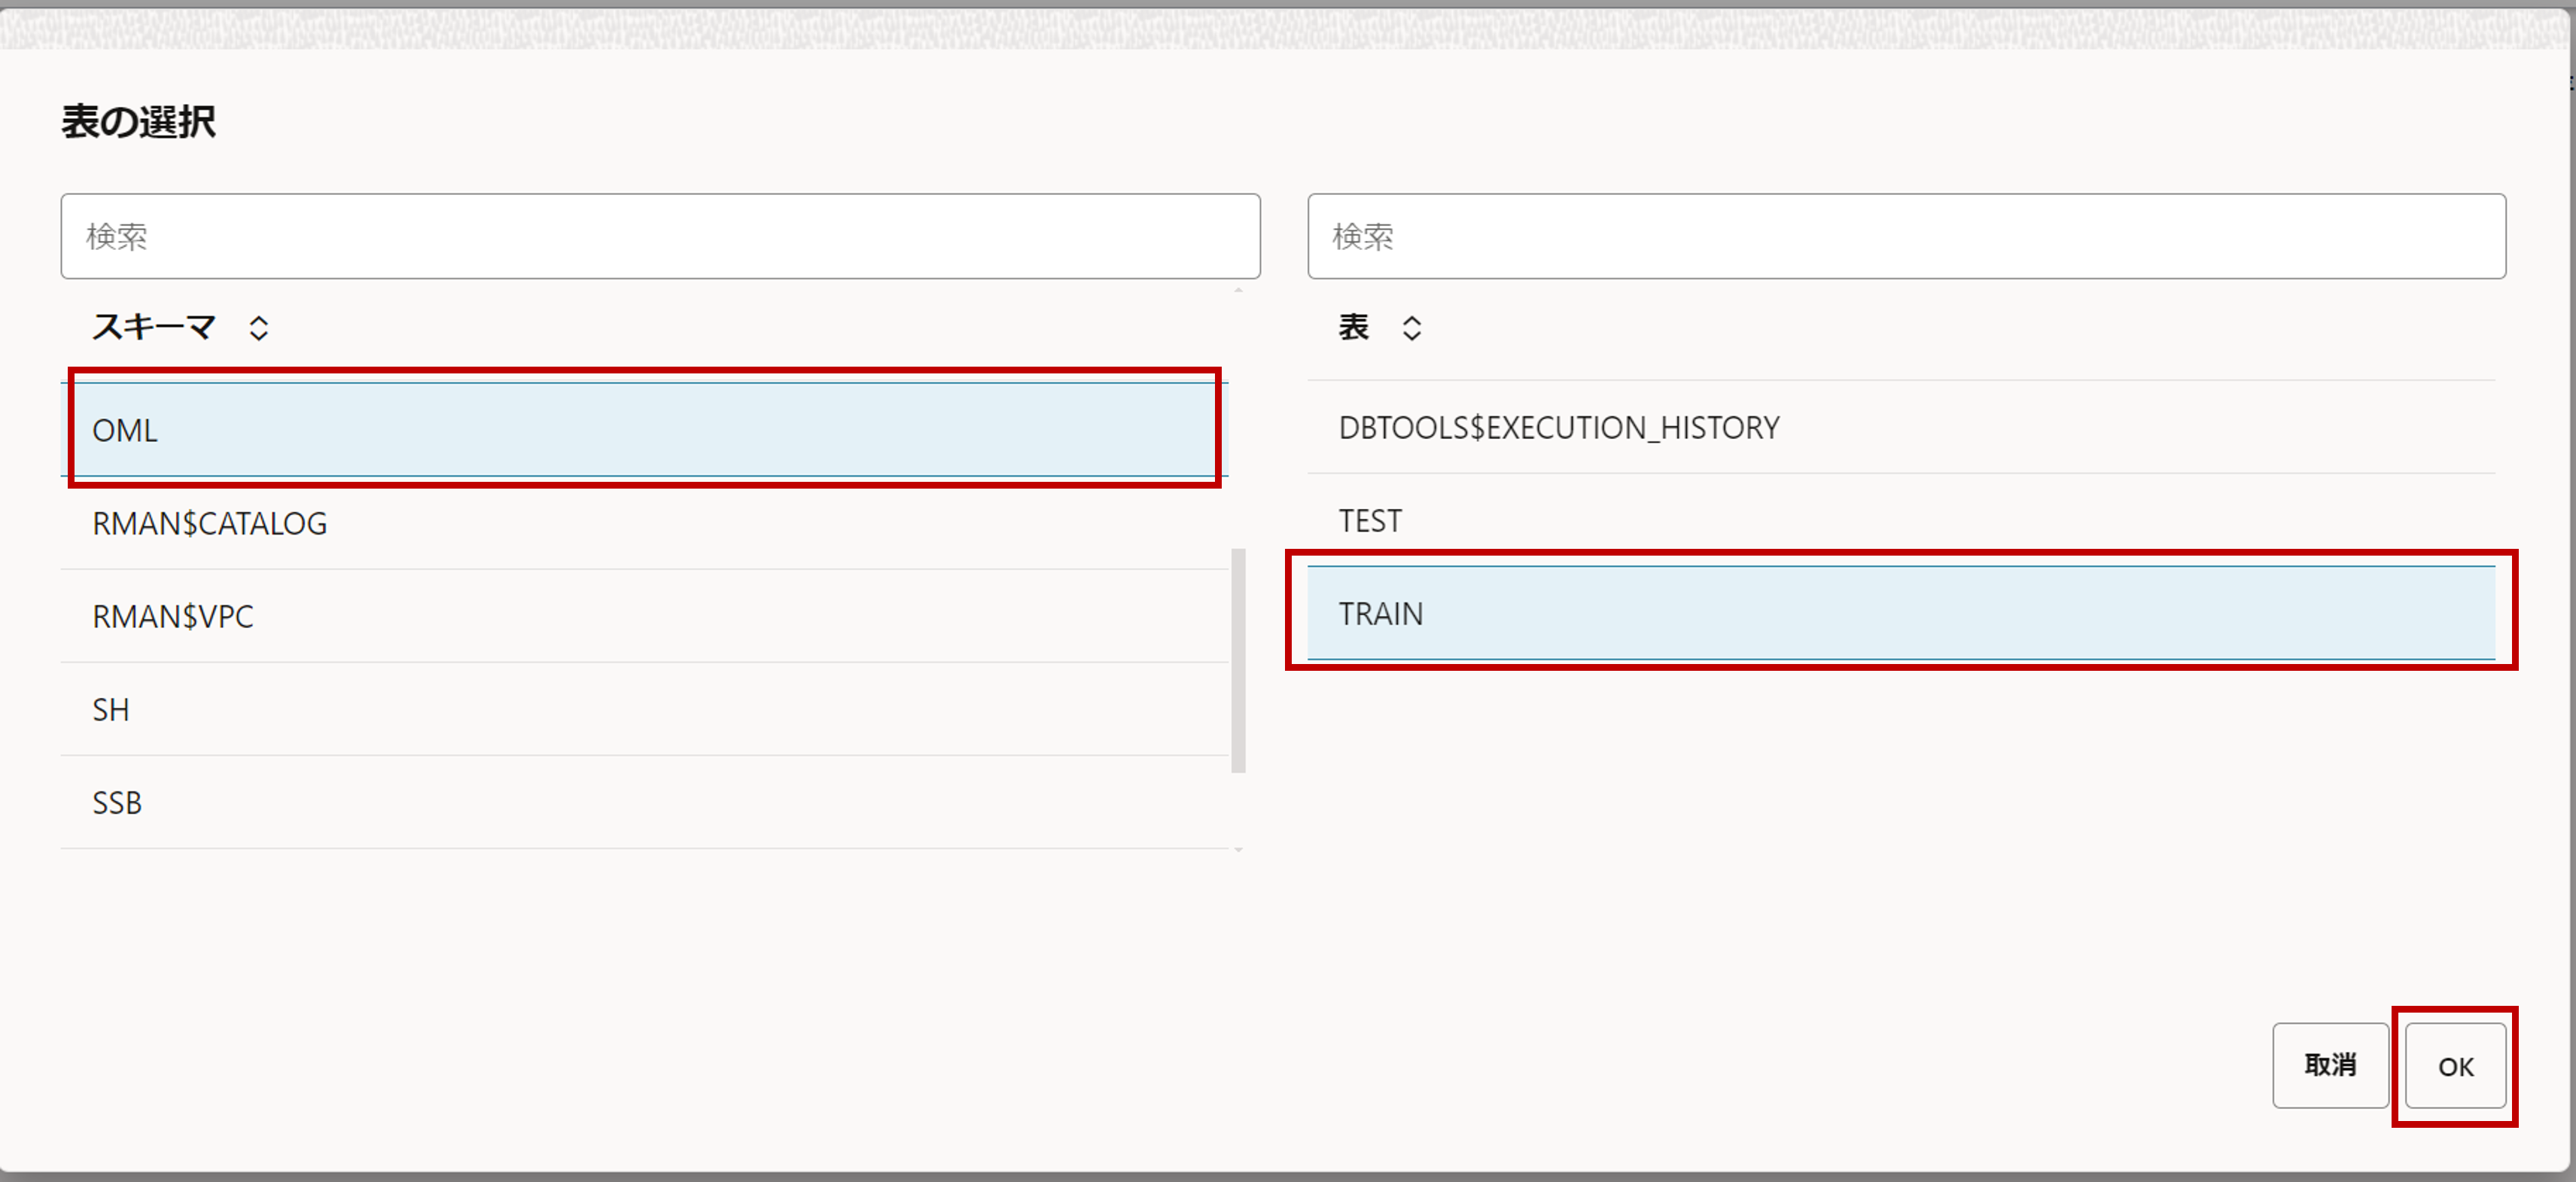 表の選択
検索
スキーマ
OML
RMAN$CATALOG
RMAN$VPC
SH
SSB
検索
表
DBTOOLS$EXECUTION_HISTORY
TEST
TRAIN
取消
OK